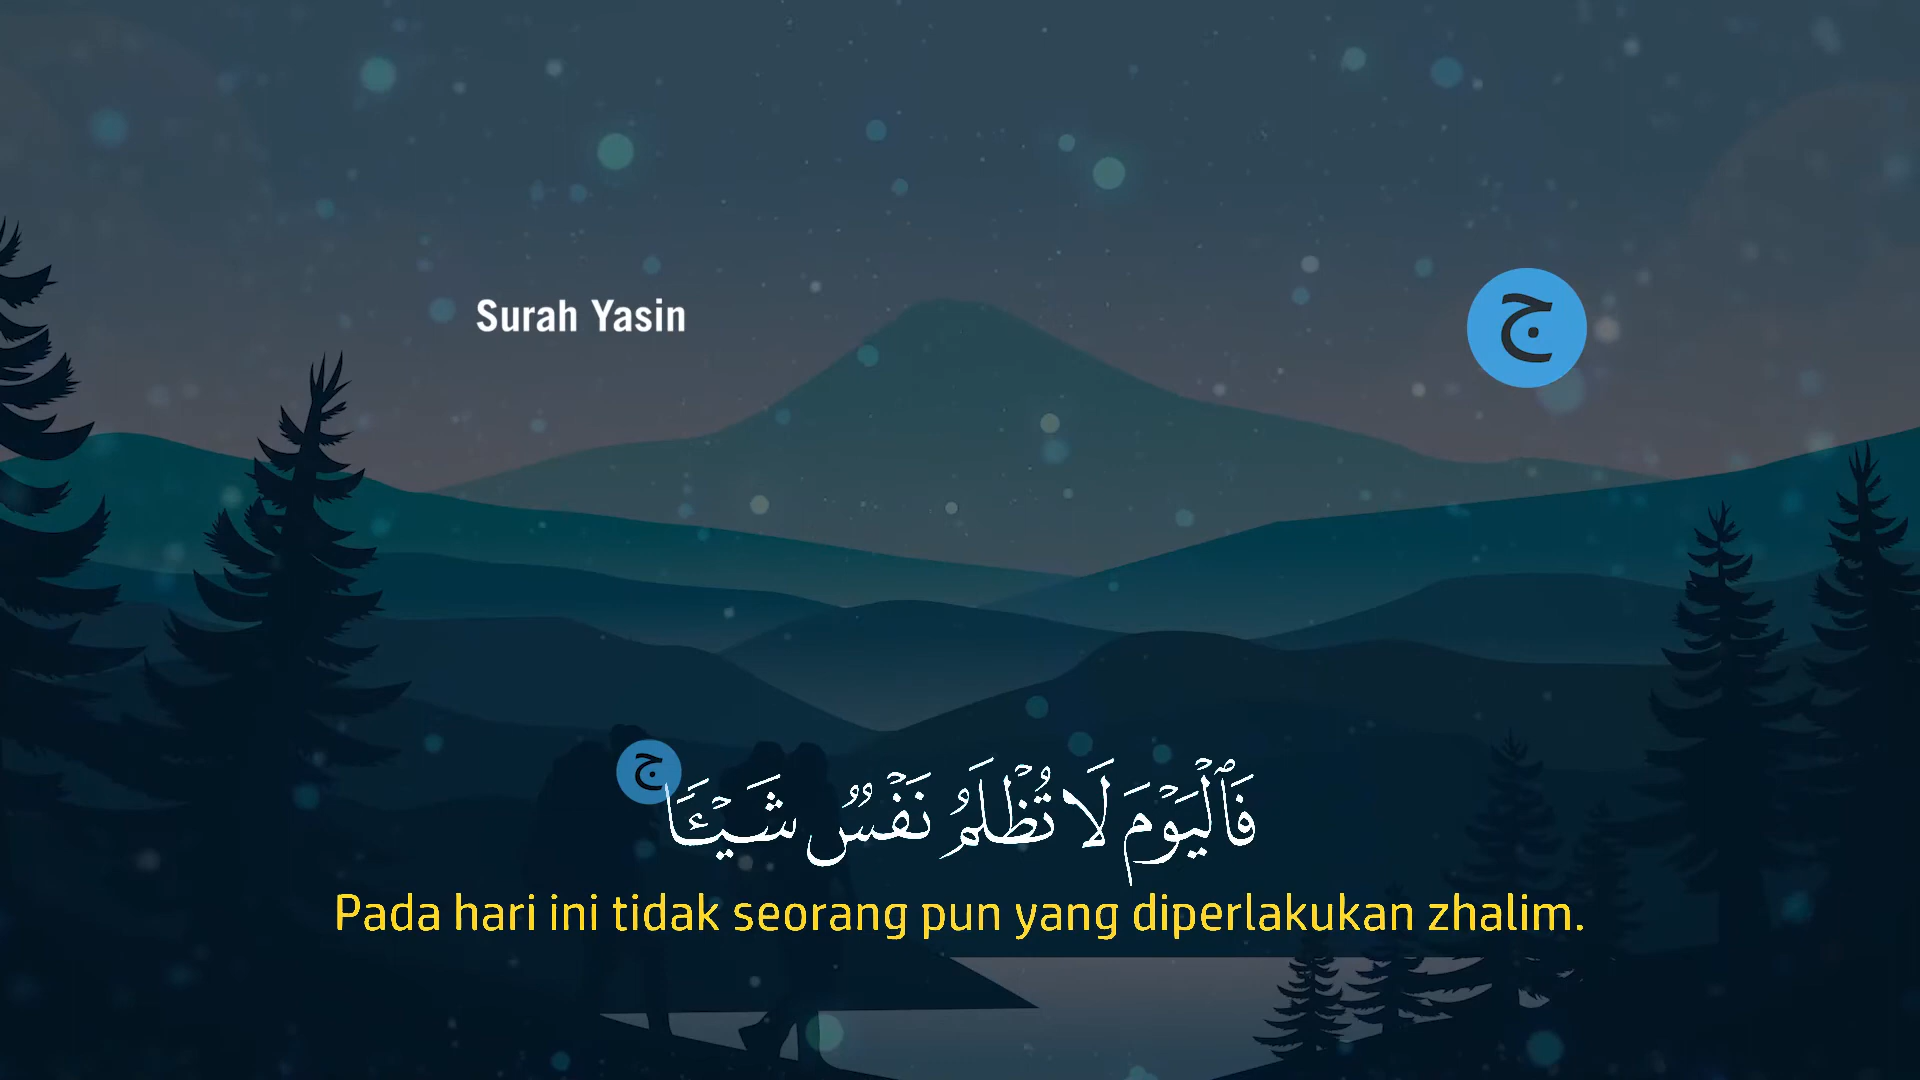 Surah Yasin
ج
ج
فَٱلْيَوْمَ لَا تُظْلَمُ نَفْسٌ شَيْـًٔا
Pada hari ini tidak seorang pun yang diperlakukan zhalim.